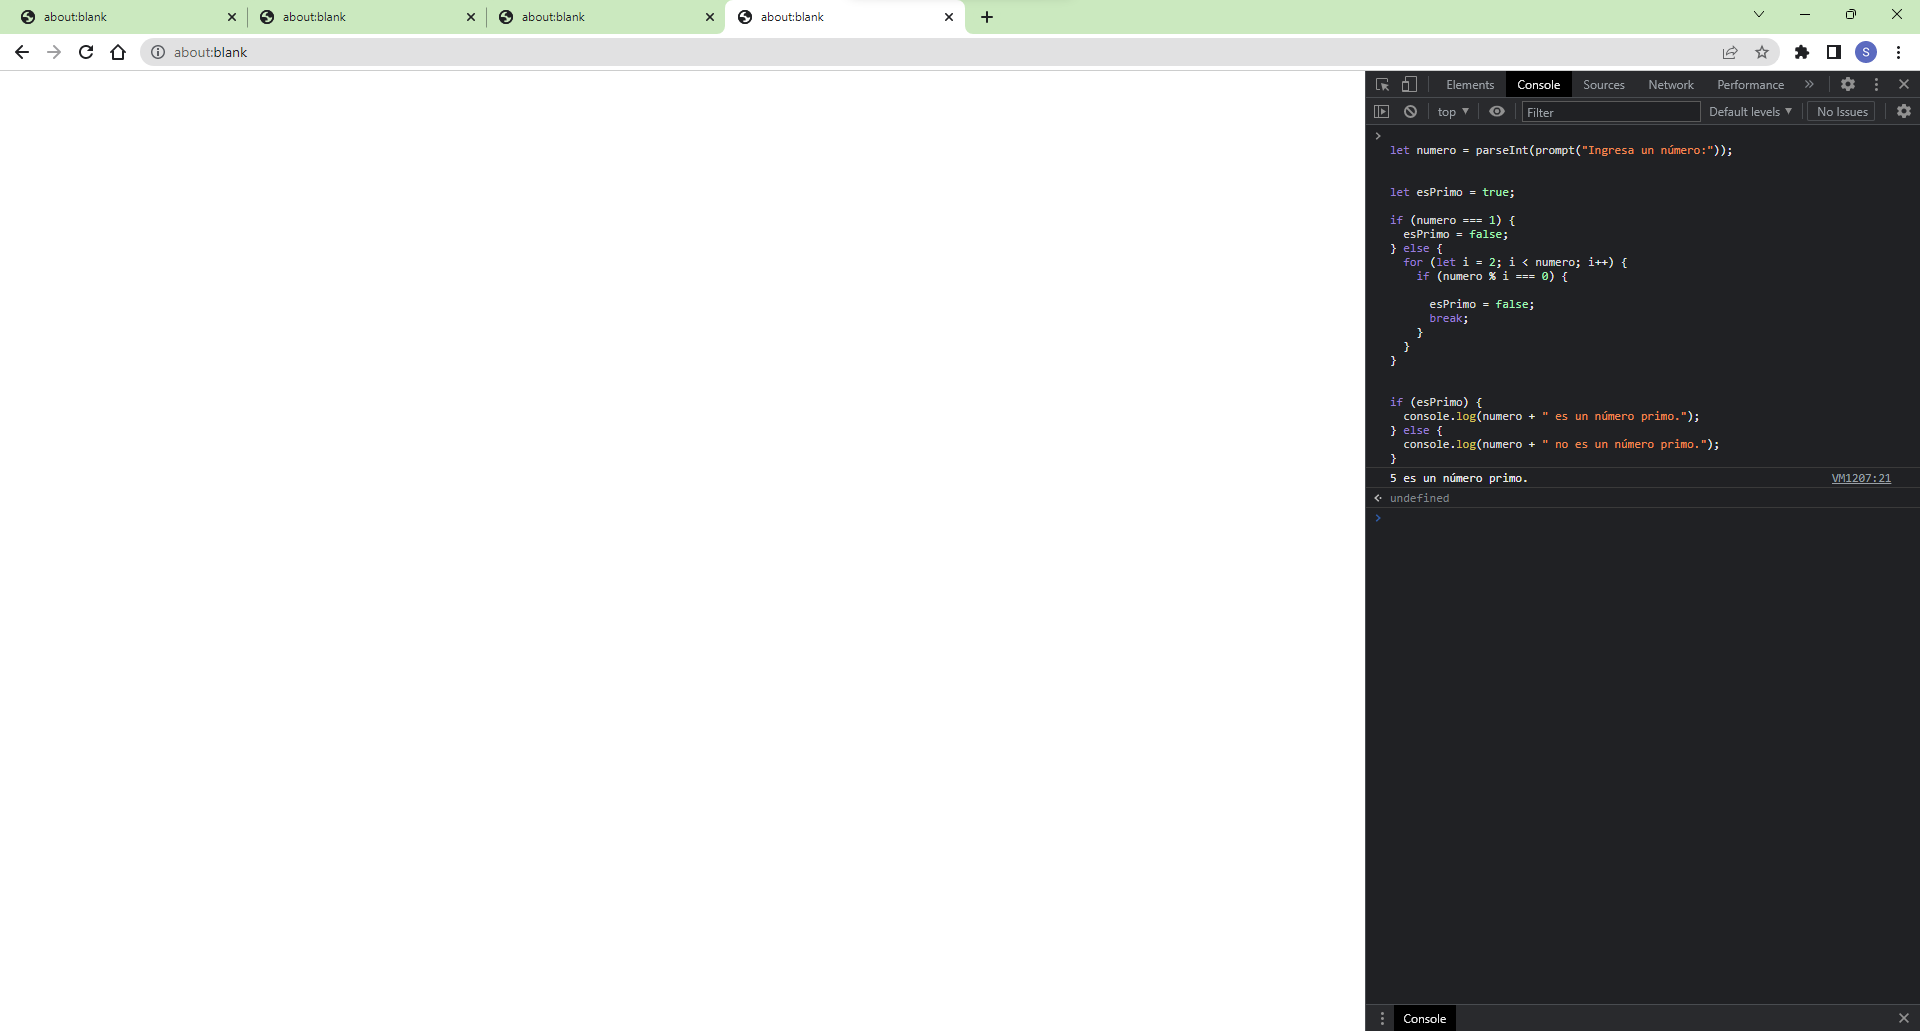 about:blank
about:blank
about:blank
about:blank
about:blank
S
Elements Console Sources Network Performance
top Filter Default levels No Issues
let numero = parseInt(prompt("Ingresa un número:"));
let esPrimo = true;
if (numero === 1) {
  esPrimo = false;
} else {
  for (let i = 2; i < numero; i++) {
    if (numero % i === 0) {
      esPrimo = false;
      break;
    }
  }
}
if (esPrimo) {
  console.log(numero + " es un número primo.");
} else {
  console.log(numero + " no es un número primo.");
}
5 es un número primo. VM1207:21
undefined
Console